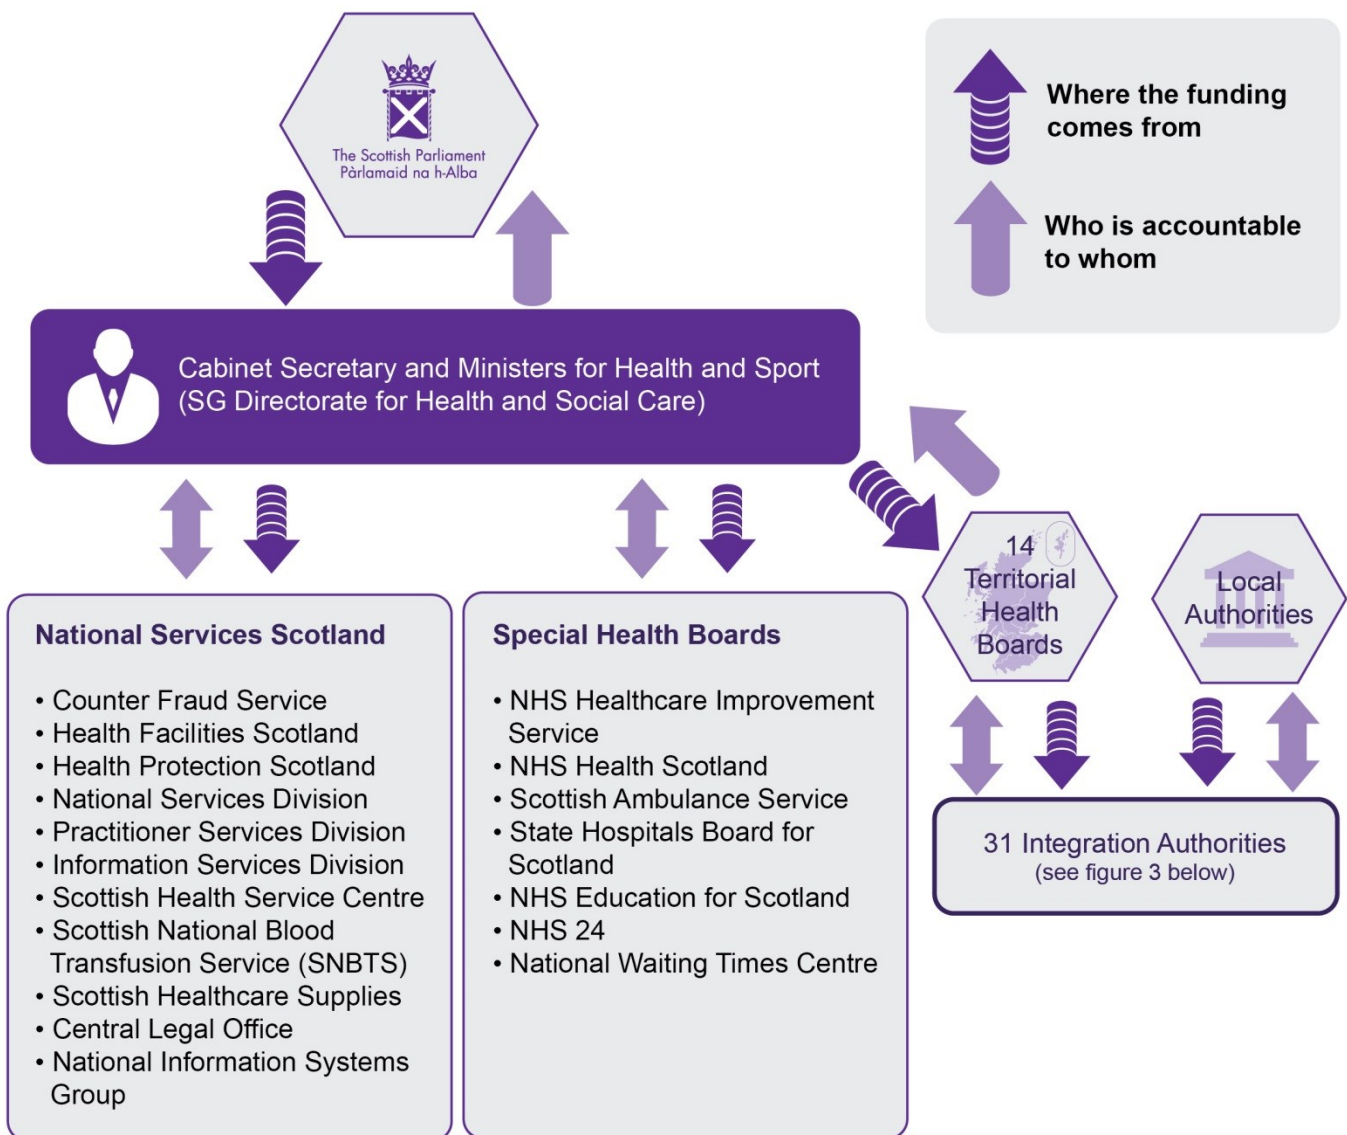 The Scottish Parliament
Pàrlamaid na h-Alba
Where the funding
comes from
Who is accountable
to whom
Cabinet Secretary and Ministers for Health and Sport
(SG Directorate for Health and Social Care)
14
Territorial
Health
Boards
Local
Authorities
National Services Scotland
• Counter Fraud Service
• Health Facilities Scotland
• Health Protection Scotland
• National Services Division
• Practitioner Services Division
• Information Services Division
• Scottish Health Service Centre
• Scottish National Blood
Transfusion Service (SNBTS)
• Scottish Healthcare Supplies
• Central Legal Office
• National Information Systems
Group
Special Health Boards
• NHS Healthcare Improvement
Service
• NHS Health Scotland
• Scottish Ambulance Service
• State Hospitals Board for
Scotland
• NHS Education for Scotland
• NHS 24
• National Waiting Times Centre
31 Integration Authorities
(see figure 3 below)